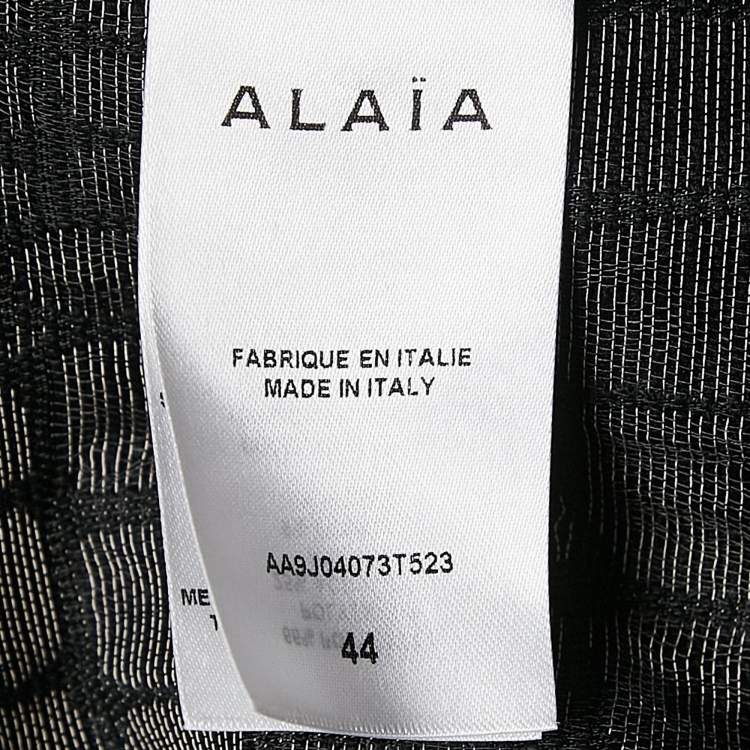 ALAÏA
FABRIQUE EN ITALIE
MADE IN ITALY
AA9J04073T523
44